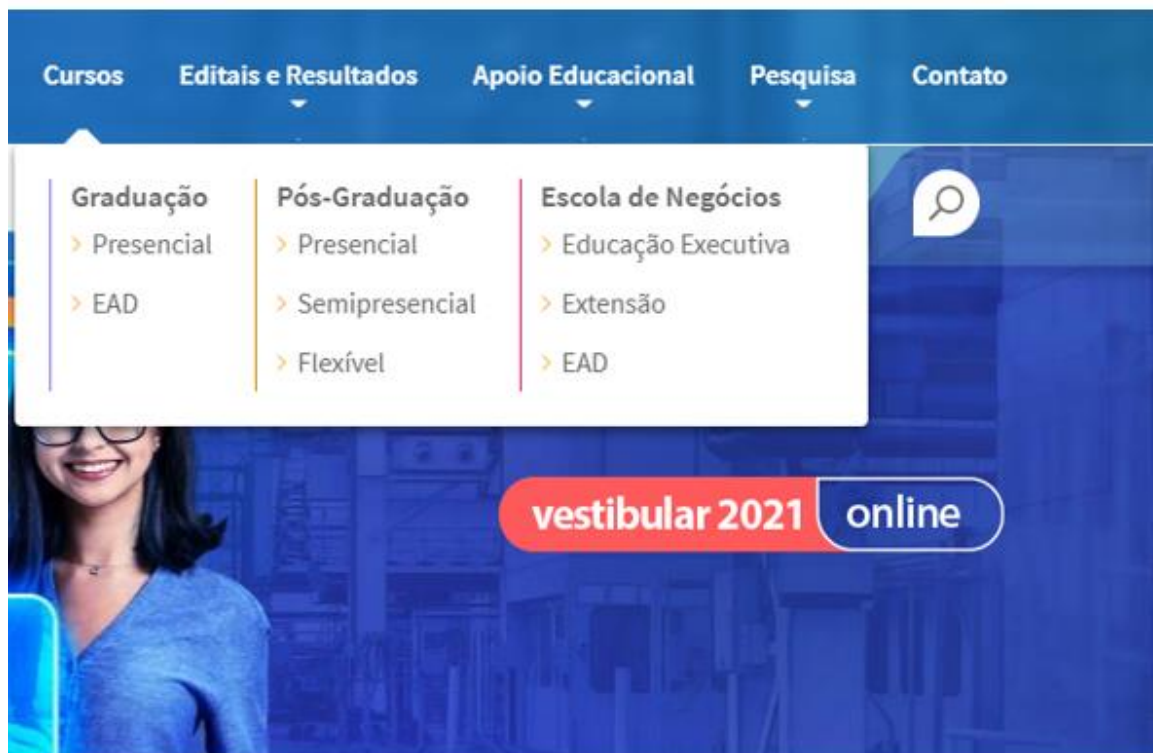 Cursos Editais e Resultados Apoio Educacional Pesquisa Contato
Graduação
Presencial
EAD
Pós-Graduação
Presencial
Semipresencial
Flexível
Escola de Negócios
Educação Executiva
Extensão
EAD
vestibular 2021 online